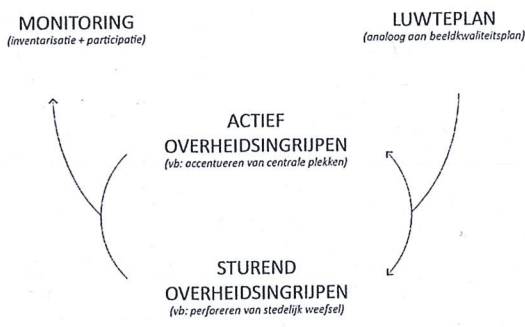 MONITORING
(inventarisatie + participatie)
LUWTEPLAN
(analoog aan beeldkwaliteitsplan)
ACTIEF
OVERHEIDSINGRIJPEN
(vb: accentueren van centrale plekken)
STUREND
OVERHEIDSINGRIJPEN
(vb: perforeren van stedelijk weefsel)